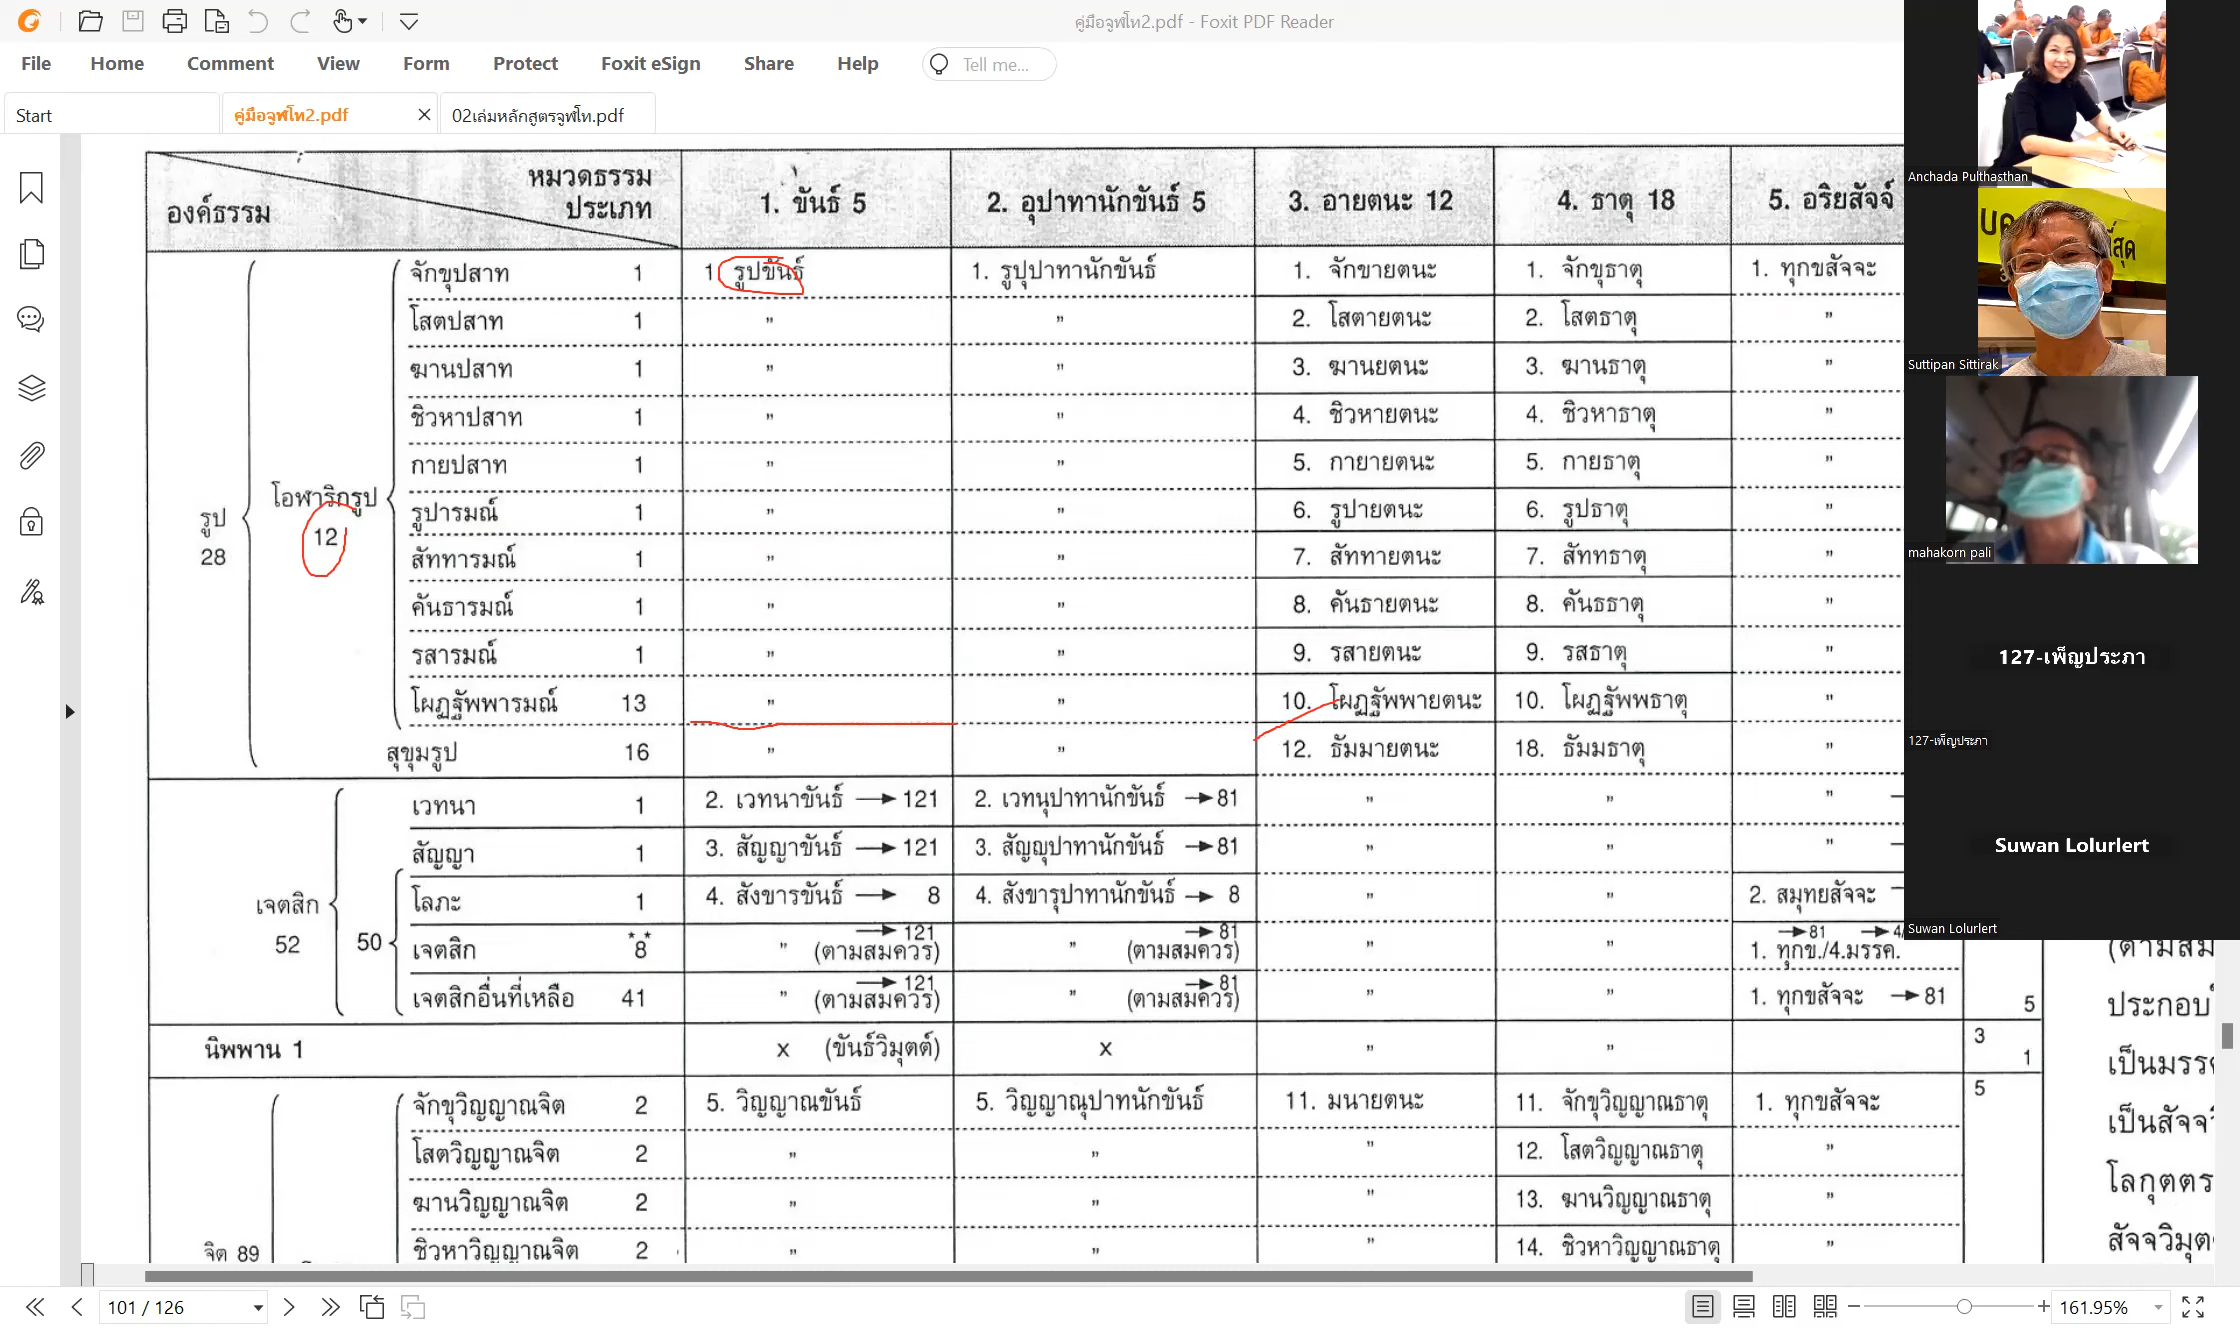 คู่มือจูฬโท2.pdf - Foxit PDF Reader
File Home Comment View Form Protect Foxit eSign Share Help Tell me...
Start คู่มือจูฬโท2.pdf 02เล่มหลักสูตรจูฬโท.pdf
องค์ธรรม หมวดธรรม ประเภท 1. ขันธ์ 5 2. อุปาทานักขันธ์ 5 3. อายตนะ 12 4. ธาตุ 18 5. อริยสัจจ์
จักขุปสาท 1 1 รูปขันธ์ 1. รูปุปาทานักขันธ์ 1. จักขายตนะ 1. จักขุธาตุ 1. ทุกขสัจจะ
โสตปสาท 1 " " 2. โสตายตนะ 2. โสตธาตุ "
ฆานปสาท 1 " " 3. ฆานยตนะ 3. ฆานธาตุ "
ชิวหาปสาท 1 " " 4. ชิวหายตนะ 4. ชิวหาธาตุ "
กายปสาท 1 " " 5. กายายตนะ 5. กายธาตุ "
รูป 28 โอฬาริกรูป 12
รูปารมณ์ 1 " " 6. รูปายตนะ 6. รูปธาตุ "
สัททารมณ์ 1 " " 7. สัททายตนะ 7. สัททธาตุ "
คันธารมณ์ 1 " " 8. คันธายตนะ 8. คันธธาตุ "
รสารมณ์ 1 " " 9. รสายตนะ 9. รสธาตุ "
โผฏฐัพพารมณ์ 13 " " 10. โผฏฐัพพายตนะ 10. โผฏฐัพพธาตุ "
สุขุมรูป 16 " " 12. ธัมมายตนะ 18. ธัมมธาตุ "
เวทนา 1 2. เวทนาขันธ์ → 121 2. เวทนุปาทานักขันธ์ → 81 " " "
สัญญา 1 3. สัญญาขันธ์ → 121 3. สัญญุปาทานักขันธ์ → 81 " " "
เจตสิก 52 50
โลภะ 1 4. สังขารขันธ์ → 8 4. สังขารุปาทานักขันธ์ → 8 " " 2. สมุทยสัจจะ
เจตสิก **8 " → 121 (ตามสมควร) " → 81 (ตามสมควร) " " → 81 → 4/ 1. ทุกข./4.มรรค.
เจตสิกอื่นที่เหลือ 41 " → 121 (ตามสมควร) " → 81 (ตามสมควร) " " 1. ทุกขสัจจะ → 81 5
นิพพาน 1 x (ขันธ์วิมุตต์) x " " 3 1
จักขุวิญญาณจิต 2 5. วิญญาณขันธ์ 5. วิญญาณุปาทนักขันธ์ 11. มนายตนะ 11. จักขุวิญญาณธาตุ 1. ทุกขสัจจะ 5
โสตวิญญาณจิต 2 " " " 12. โสตวิญญาณธาตุ "
ฆานวิญญาณจิต 2 " " " 13. ฆานวิญญาณธาตุ "
จิต 89 ชิวหาวิญญาณจิต 2 " " " 14. ชิวหาวิญญาณธาตุ "
(ตามสม
ประกอบ
เป็นมรร
เป็นสัจจ
โลกุตตร
สัจจวิมุต
Anchada Pulthasthan
Suttipan Sittirak
mahakorn pali
127-เพ็ญประภา
127-เพ็ญประภา
Suwan Lolurlert
Suwan Lolurlert
101 / 126
161.95%